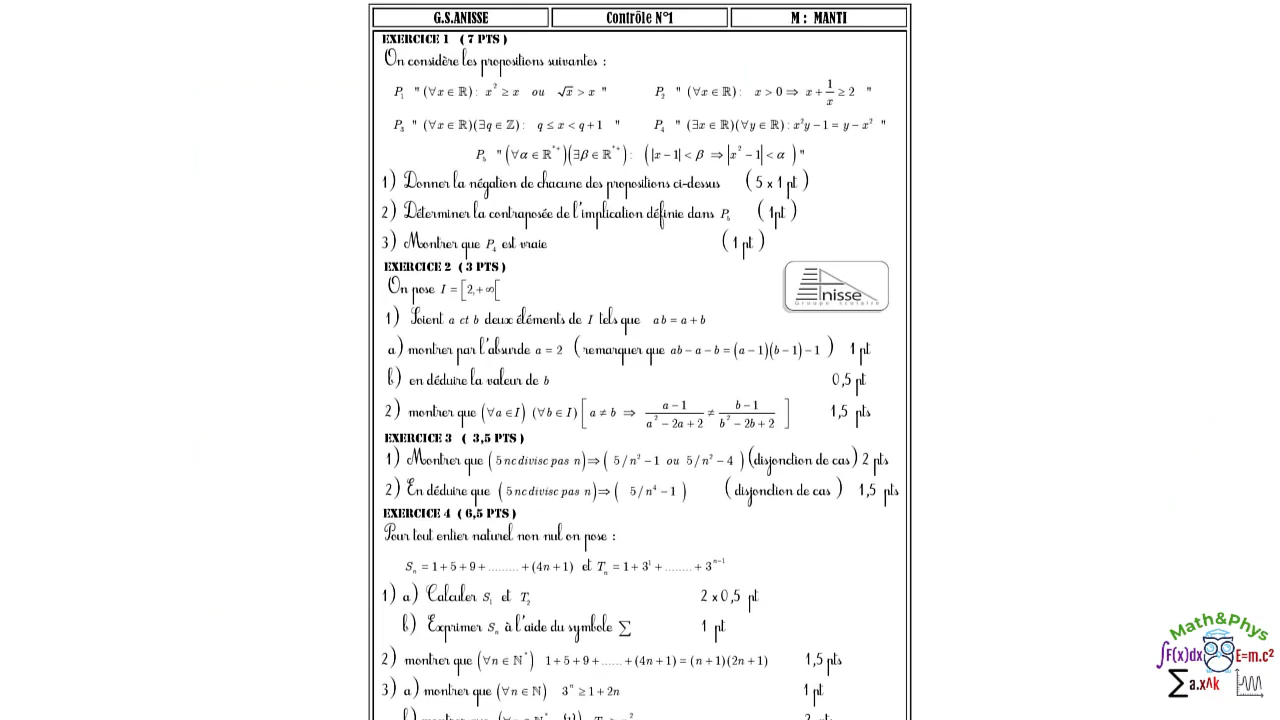 G.S.ANISSE Contrôle N°1 M : MANTI
EXERCICE 1 ( 7 PTS )
On considère les propositions suivantes :
P₁ " (∀x∈ℝ): x² ≥ x ou √x > x " P₂ " (∀x∈ℝ): x > 0 ⇒ x + 1/x ≥ 2 "
P₃ " (∀x∈ℝ)(∃q∈ℤ): q ≤ x < q+1 " P₄ " (∃x∈ℝ)(∀y∈ℝ): x²y − 1 = y − x² "
P₅ " (∀α∈ℝ*⁺)(∃β∈ℝ*⁺): ( |x−1| < β ⇒ |x² − 1| < α ) "
1) Donner la négation de chacune des propositions ci-dessus ( 5 x 1 pt )
2) Déterminer la contraposée de l'implication définie dans P₅ ( 1pt )
3) Montrer que P₄ est vraie ( 1 pt )
EXERCICE 2 ( 3 PTS )
On pose I = [2,+∞[
Anisse
Groupe scolaire
1) Soient a et b deux éléments de I tels que ab = a + b
a) montrer par l'absurde a = 2 ( remarquer que ab − a − b = (a−1)(b−1) − 1 ) 1 pt
b) en déduire la valeur de b 0,5 pt
2) montrer que (∀a∈I) (∀b∈I) [ a ≠ b ⇒ (a−1)/(a² − 2a + 2) ≠ (b−1)/(b² − 2b + 2) ] 1,5 pts
EXERCICE 3 ( 3,5 PTS )
1) Montrer que ( 5 ne divise pas n) ⇒ ( 5/n² − 1 ou 5/n² − 4 ) (disjonction de cas) 2 pts
2) En déduire que ( 5 ne divise pas n) ⇒ ( 5/n⁴ − 1 ) ( disjonction de cas ) 1,5 pts
EXERCICE 4 ( 6,5 PTS )
Pour tout entier naturel non nul on pose :
Sₙ = 1 + 5 + 9 + ......... + (4n + 1) et Tₙ = 1 + 3¹ + ........ + 3ⁿ⁻¹
1) a) Calculer S₁ et T₂ 2 x 0,5 pt
b) Exprimer Sₙ à l'aide du symbole ∑ 1 pt
2) montrer que (∀n∈ℕ*) 1 + 5 + 9 + ...... + (4n + 1) = (n + 1)(2n + 1) 1,5 pts
3) a) montrer que (∀n∈ℕ) 3ⁿ ≥ 1 + 2n 1 pt
Math&Phys
∫F(x)dx E=m.c²
∑ a.x^k